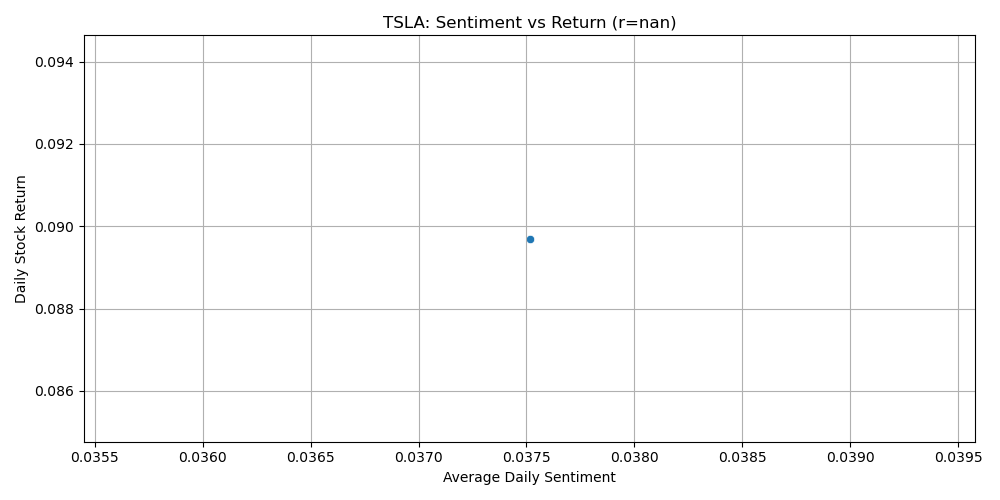 TSLA: Sentiment vs Return (r=nan)
Daily Stock Return
0.094
0.092
0.090
0.088
0.086
0.0355 0.0360 0.0365 0.0370 0.0375 0.0380 0.0385 0.0390 0.0395
Average Daily Sentiment